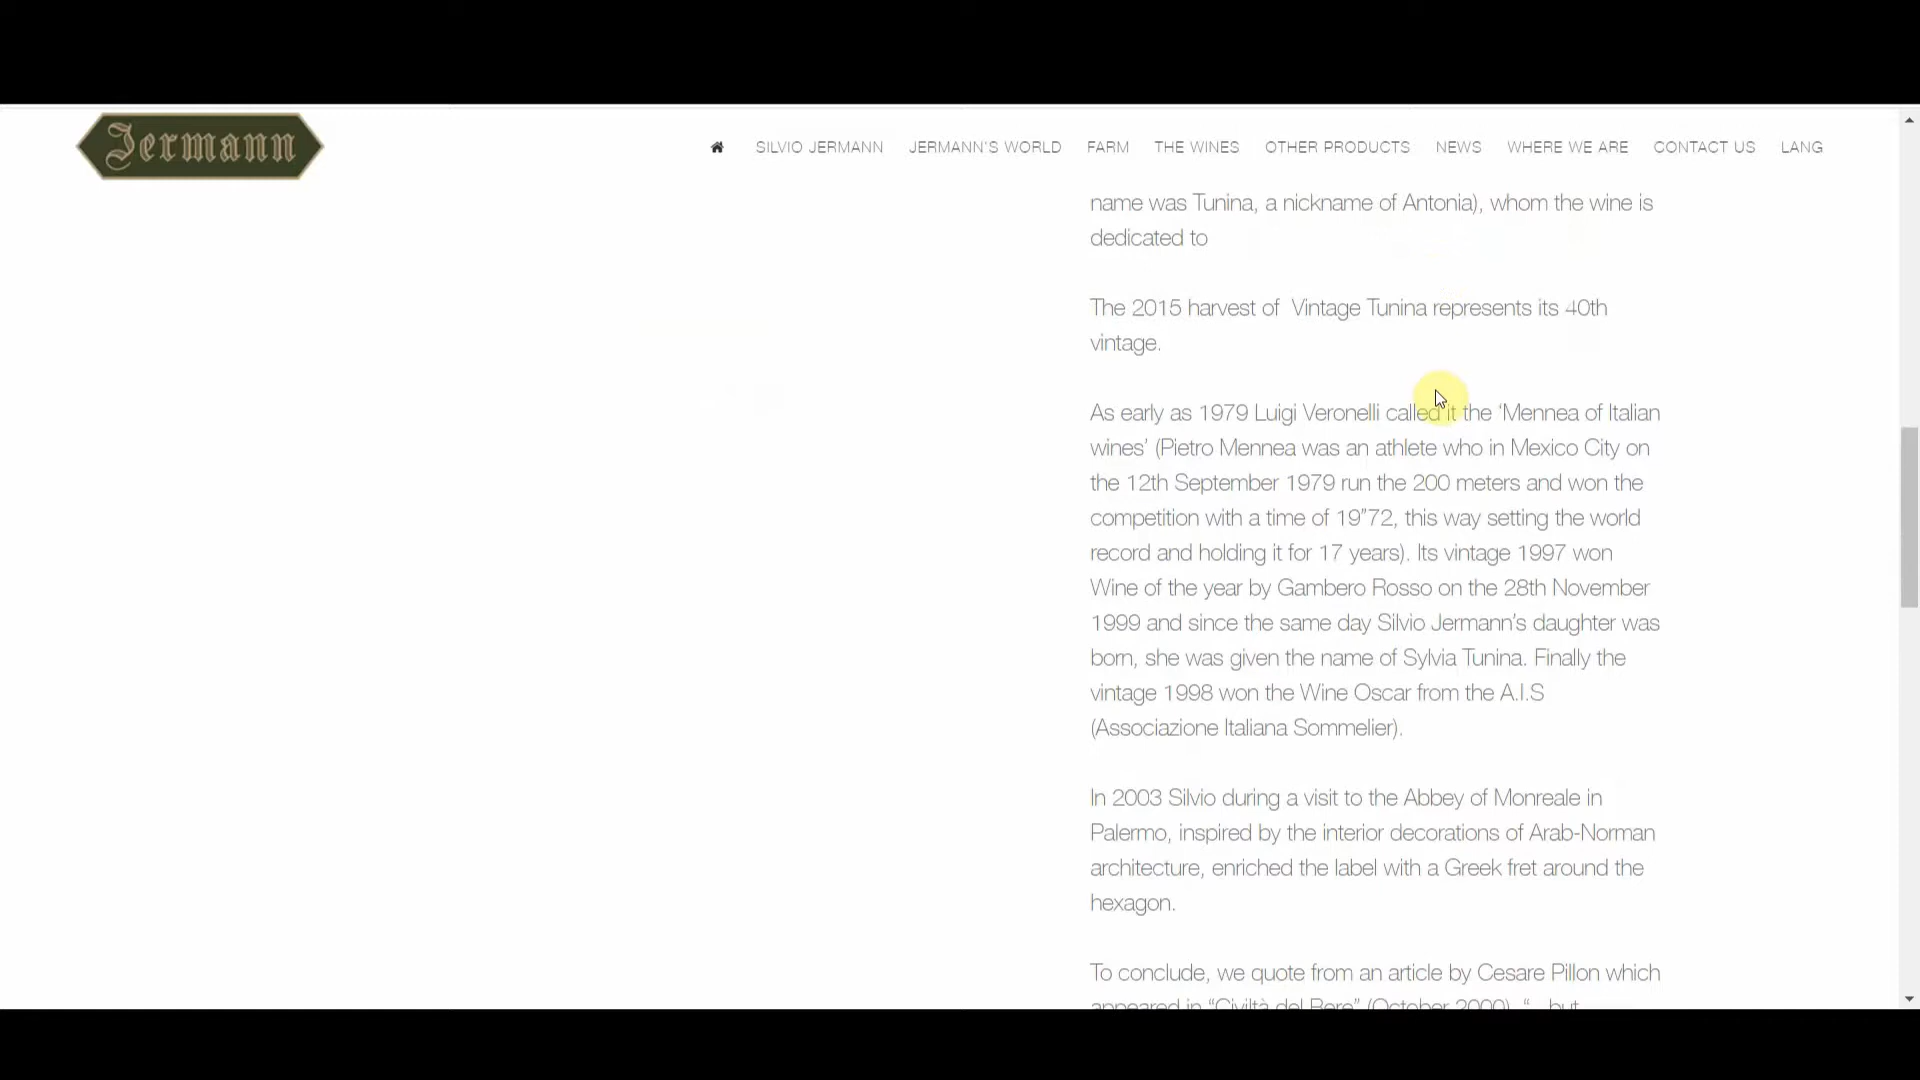 Jermann
SILVIO JERMANN JERMANN'S WORLD FARM THE WINES OTHER PRODUCTS NEWS WHERE WE ARE CONTACT US LANG
name was Tunina, a nickname of Antonia), whom the wine is
dedicated to
The 2015 harvest of Vintage Tunina represents its 40th
vintage.
As early as 1979 Luigi Veronelli called it the ‘Mennea of Italian
wines’ (Pietro Mennea was an athlete who in Mexico City on
the 12th September 1979 run the 200 meters and won the
competition with a time of 19”72, this way setting the world
record and holding it for 17 years). Its vintage 1997 won
Wine of the year by Gambero Rosso on the 28th November
1999 and since the same day Silvio Jermann’s daughter was
born, she was given the name of Sylvia Tunina. Finally the
vintage 1998 won the Wine Oscar from the A.I.S
(Associazione Italiana Sommelier).
In 2003 Silvio during a visit to the Abbey of Monreale in
Palermo, inspired by the interior decorations of Arab-Norman
architecture, enriched the label with a Greek fret around the
hexagon.
To conclude, we quote from an article by Cesare Pillon which
appeared in “Civiltà del Bere” (October 2000) “...but